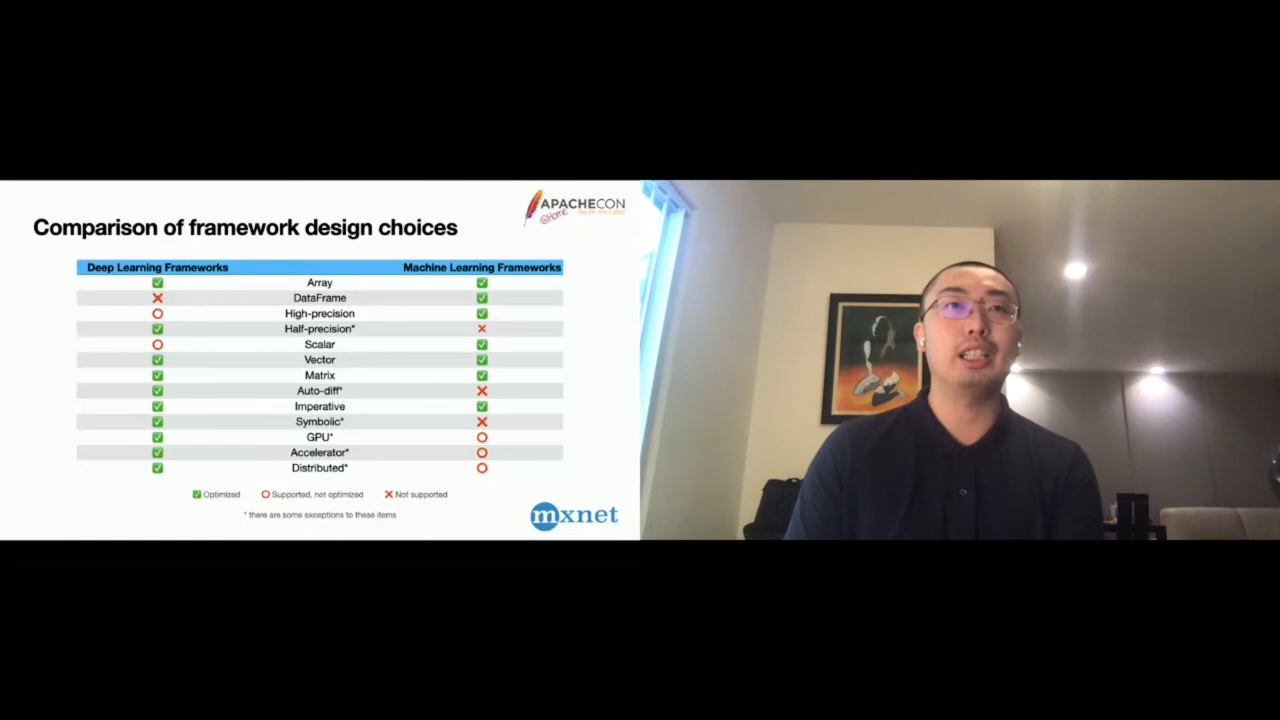 APACHECON
@Home
Comparison of framework design choices
Deep Learning Frameworks Machine Learning Frameworks
Array
DataFrame
High-precision
Half-precision*
Scalar
Vector
Matrix
Auto-diff*
Imperative
Symbolic*
GPU*
Accelerator*
Distributed*
Optimized Supported, not optimized Not supported
* there are some exceptions to these items
mxnet